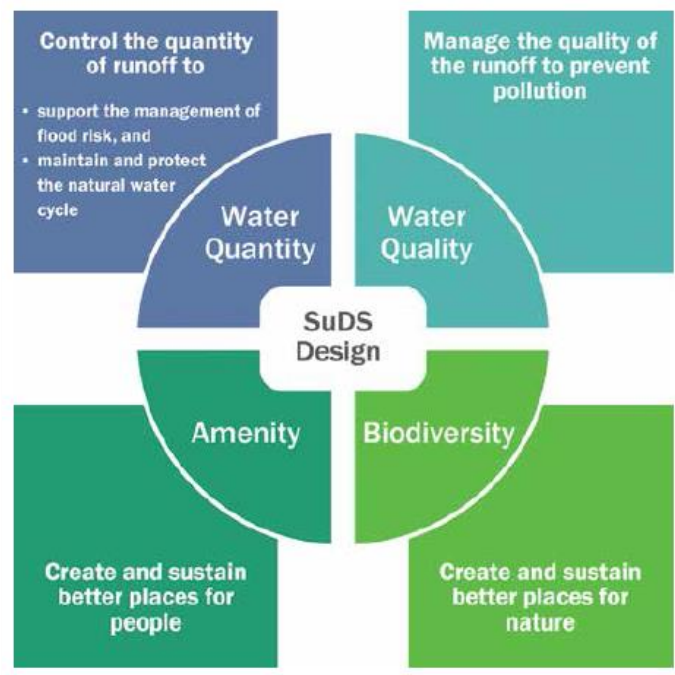 Control the quantity
of runoff to
• support the management of
flood risk, and
• maintain and protect
the natural water
cycle
Manage the quality of
the runoff to prevent
pollution
Water
Quantity
Water
Quality
SuDS
Design
Amenity
Biodiversity
Create and sustain
better places for
people
Create and sustain
better places for
nature